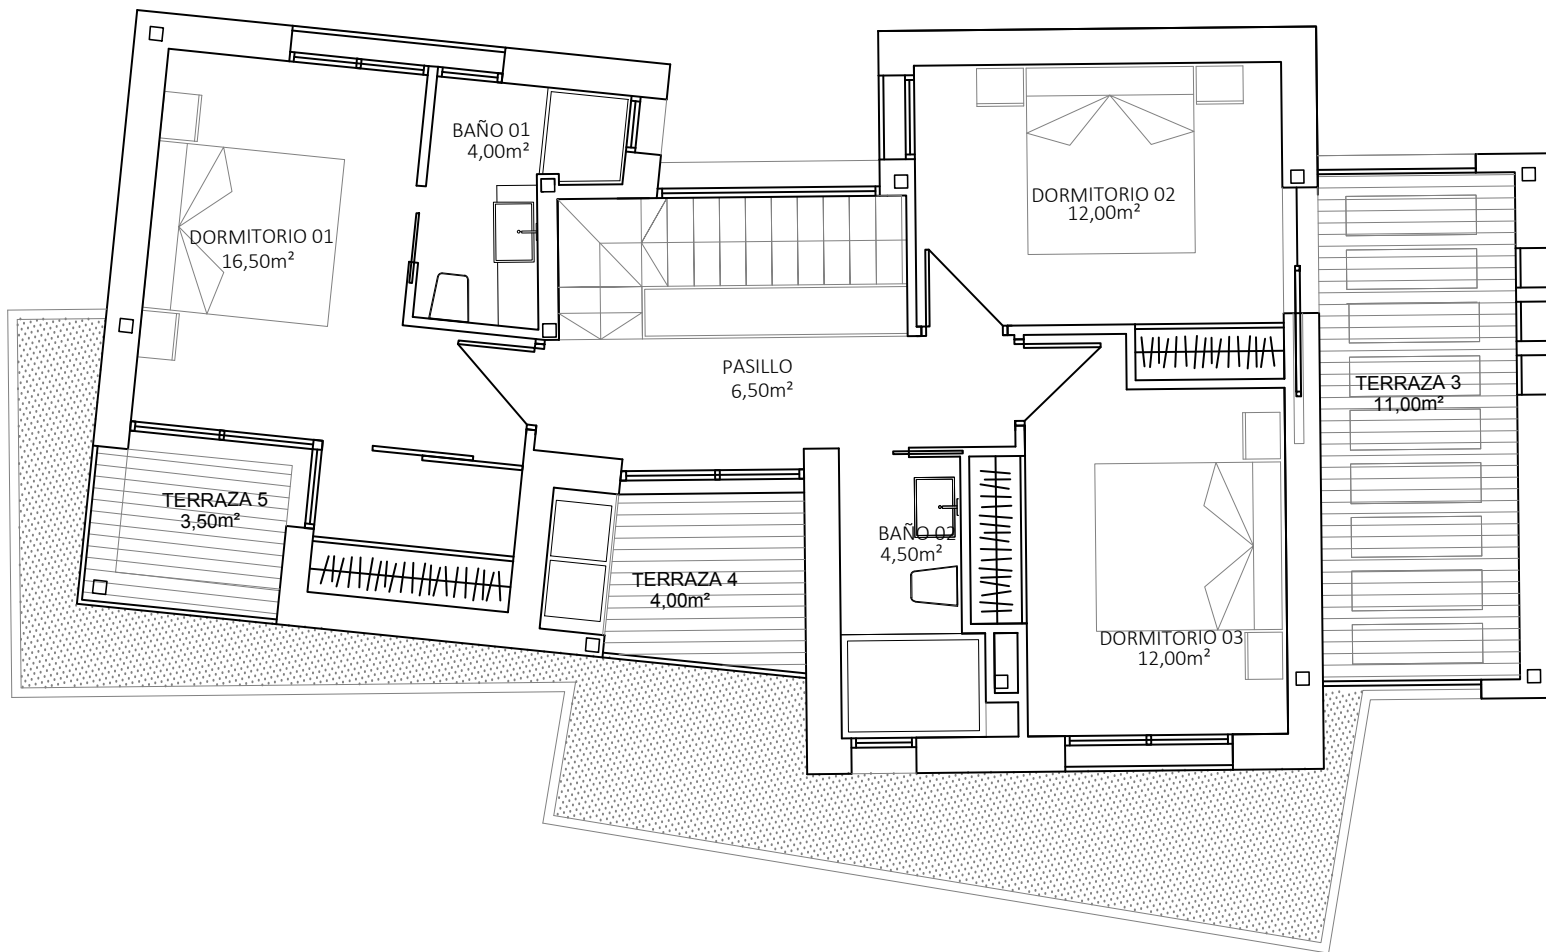 BAÑO 01
4,00m²
DORMITORIO 01
16,50m²
DORMITORIO 02
12,00m²
PASILLO
6,50m²
TERRAZA 3
11,00m²
TERRAZA 5
3,50m²
TERRAZA 4
4,00m²
BAÑO 02
4,50m²
DORMITORIO 03
12,00m²